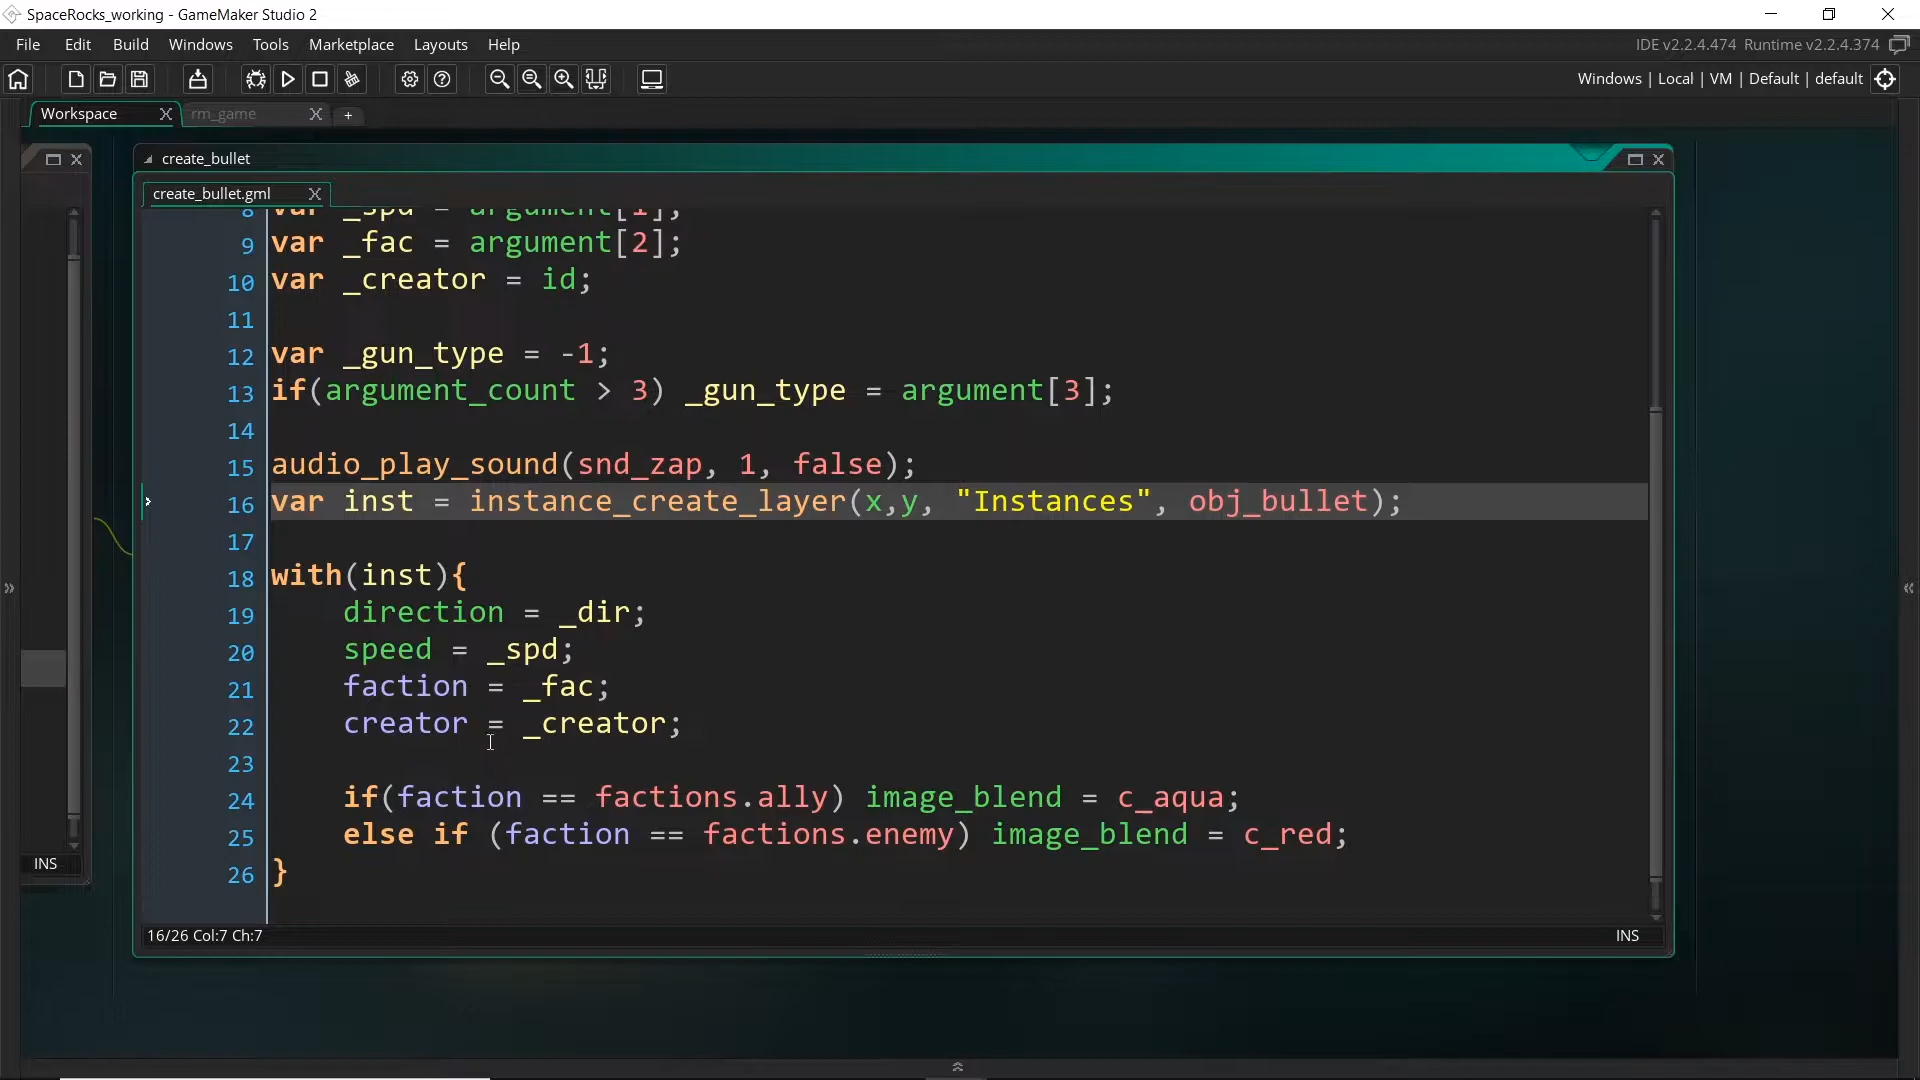 SpaceRocks_working - GameMaker Studio 2
File Edit Build Windows Tools Marketplace Layouts Help
IDE v2.2.4.474 Runtime v2.2.4.374
Windows | Local | VM | Default | default
Workspace
rm_game
create_bullet
create_bullet.gml
8 var _spd = argument[1];
9 var _fac = argument[2];
10 var _creator = id;
11
12 var _gun_type = -1;
13 if(argument_count > 3) _gun_type = argument[3];
14
15 audio_play_sound(snd_zap, 1, false);
16 var inst = instance_create_layer(x,y, "Instances", obj_bullet);
17
18 with(inst){
19 direction = _dir;
20 speed = _spd;
21 faction = _fac;
22 creator = _creator;
23
24 if(faction == factions.ally) image_blend = c_aqua;
25 else if (faction == factions.enemy) image_blend = c_red;
26 }
INS
16/26 Col:7 Ch:7
INS